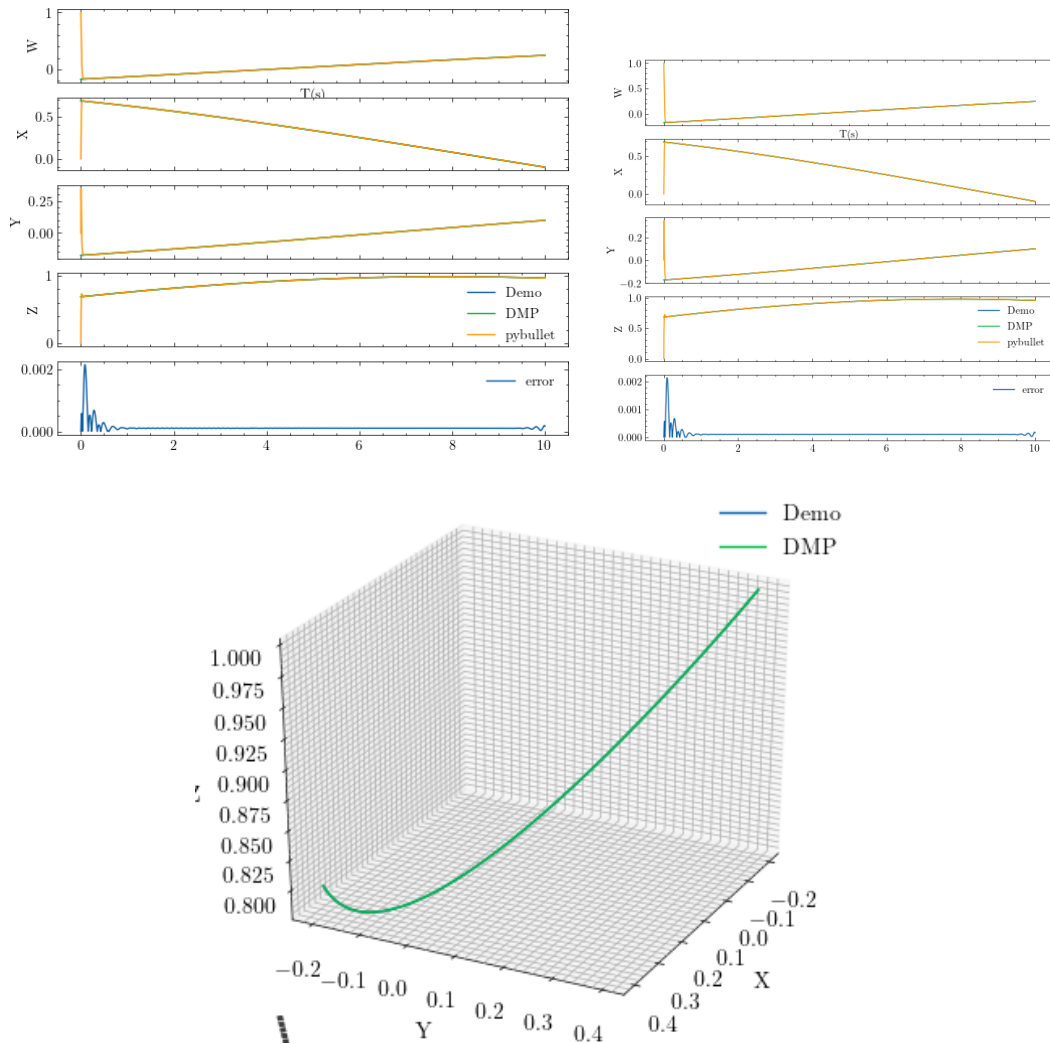 1
0
W
T(s)
0.5
0.0
X
0.25
0.00
Y
1
0
Z
Demo
DMP
pybullet
0.002
0.000
error
0 2 4 6 8 10
1.0
0.5
0.0
W
T(s)
0.5
0.0
X
0.2
0.0
−0.2
Y
1.0
0.5
0.0
Z
Demo
DMP
pybullet
0.002
0.001
0.000
error
0 2 4 6 8 10
Demo
DMP
1.000
0.975
0.950
0.925
0.900
0.875
0.850
0.825
0.800
−0.2 −0.1 0.0 0.1 0.2 0.3 0.4
Y
−0.2
−0.1
0.0
0.1
0.2
0.3
0.4
X